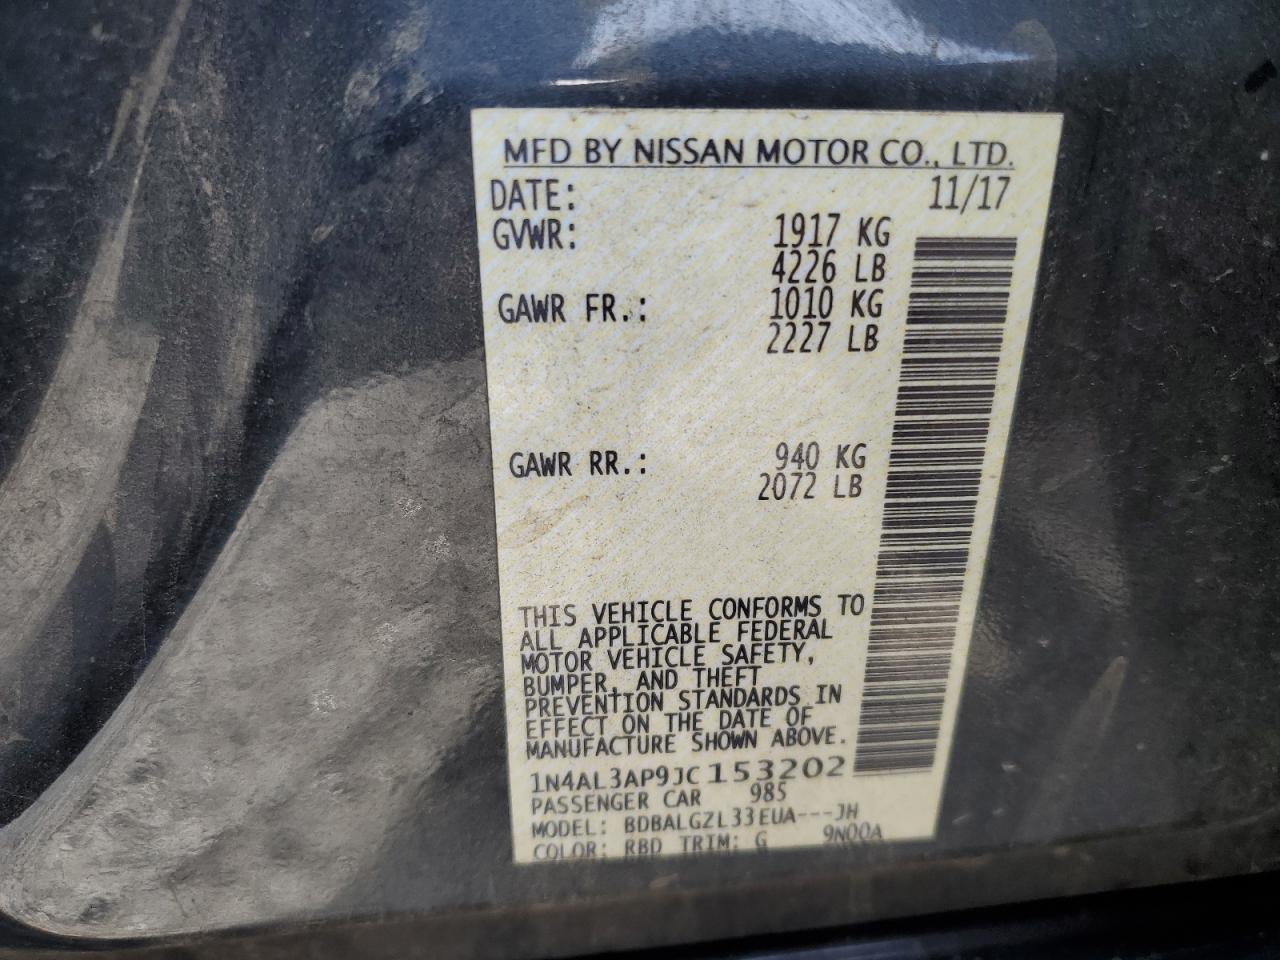 MFD BY NISSAN MOTOR CO., LTD.
DATE: 11/17
GVWR: 1917 KG
4226 LB
GAWR FR.: 1010 KG
2227 LB
GAWR RR.: 940 KG
2072 LB
THIS VEHICLE CONFORMS TO
ALL APPLICABLE FEDERAL
MOTOR VEHICLE SAFETY,
BUMPER, AND THEFT
PREVENTION STANDARDS IN
EFFECT ON THE DATE OF
MANUFACTURE SHOWN ABOVE.
1N4AL3AP9JC153202
PASSENGER CAR 985
MODEL: BDBALGZL33EUA---JH
COLOR: RBD TRIM: G 9N00A